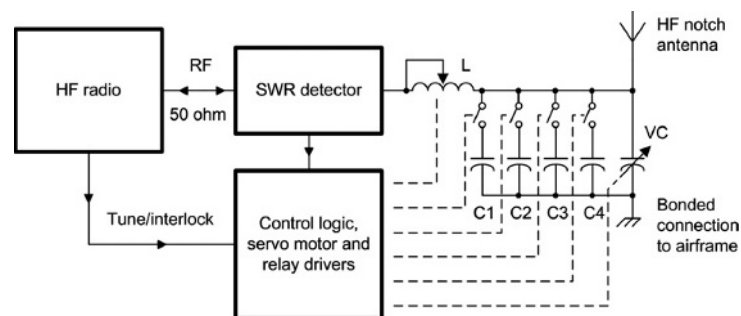 HF radio
RF
50 ohm
SWR detector
L
HF notch
antenna
VC
C1 C2 C3 C4
Tune/interlock
Control logic,
servo motor and
relay drivers
Bonded
connection
to airframe